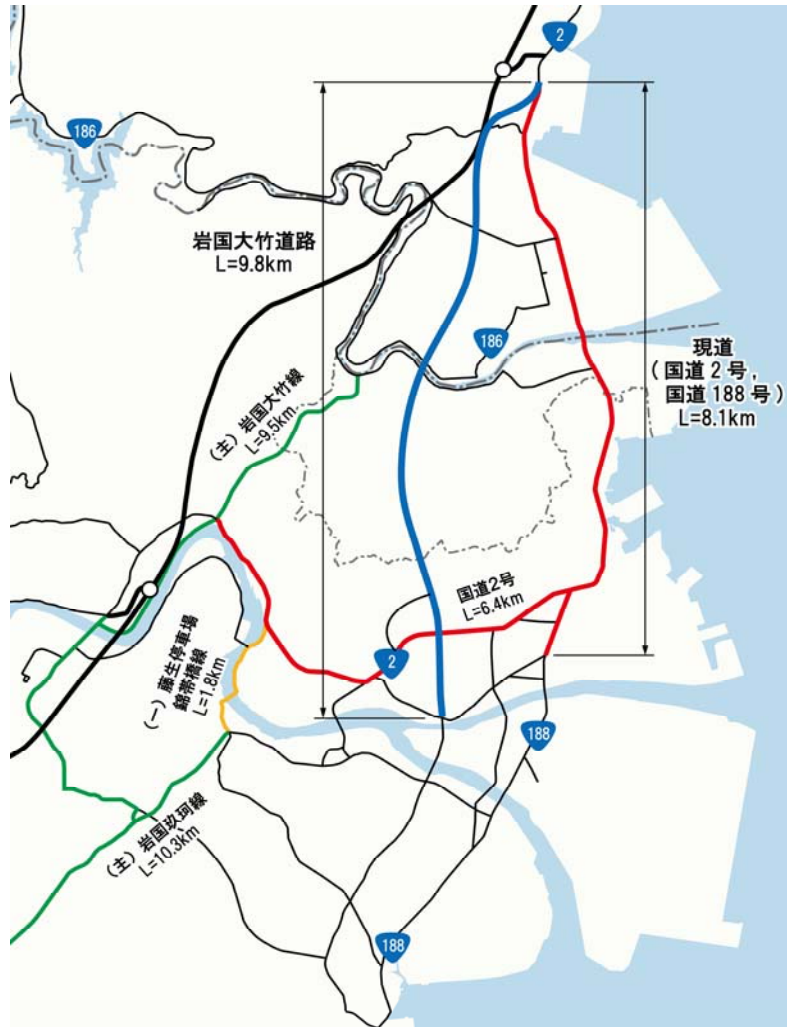 2
186
岩国大竹道路
L=9.8km
186
現道
(国道2号,
国道188号)
L=8.1km
(主)岩国大竹線
L=9.5km
国道2号
L=6.4km
2
(一)藤生停車場
錦帯橋線
L=1.8km
188
(主)岩国玖珂線
L=10.3km
188